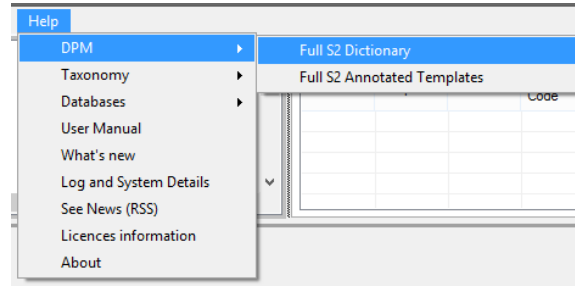 Help
DPM
Full S2 Dictionary
Taxonomy
Full S2 Annotated Templates
Databases
Code
User Manual
What's new
Log and System Details
See News (RSS)
Licences information
About